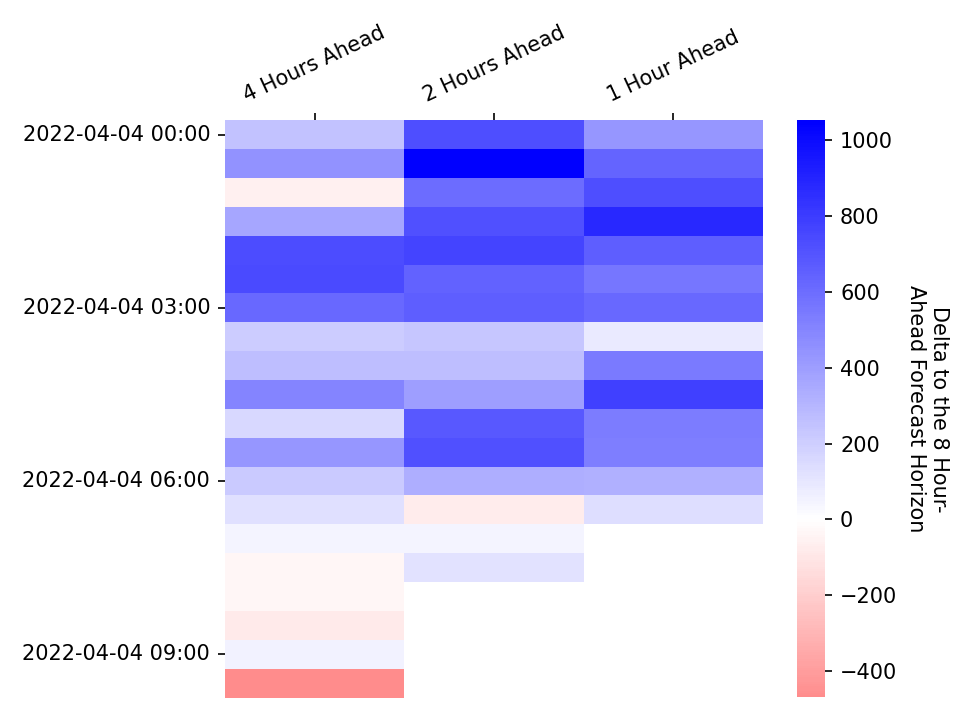 4 Hours Ahead
2 Hours Ahead
1 Hour Ahead
2022-04-04 00:00
2022-04-04 03:00
2022-04-04 06:00
2022-04-04 09:00
1000
800
600
400
200
0
−200
−400
Delta to the 8 Hour-
Ahead Forecast Horizon